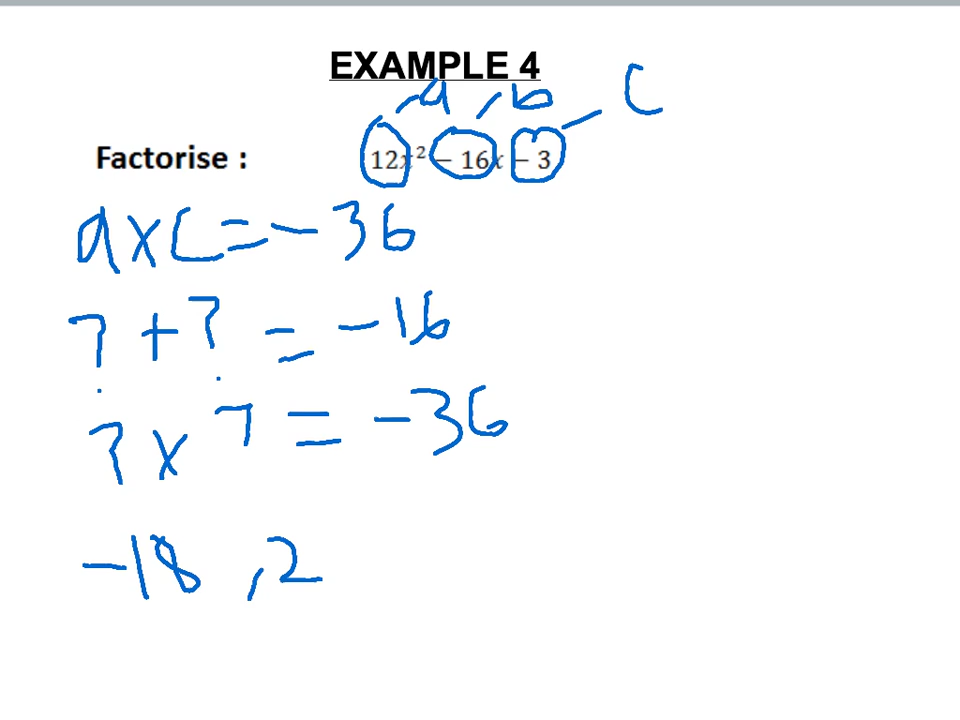 EXAMPLE 4
a b c
Factorise : 12x² − 16x − 3
a x c = - 36
? + ? = - 16
? x ? = - 36
- 18 , 2